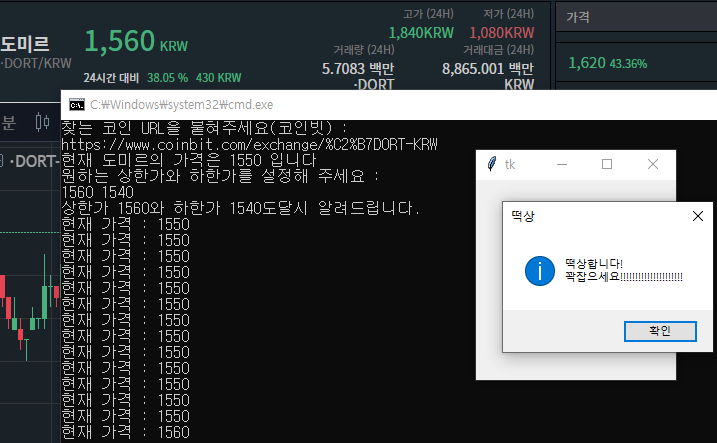 도미르
·DORT/KRW
1,560 KRW
24시간 대비 38.05 % 430 KRW
고가 (24H)
1,840KRW
저가 (24H)
1,080KRW
거래량 (24H)
5.7083 백만
·DORT
거래대금 (24H)
8,865.001 백만
KRW
가격
1,620 43.36%
분
·DORT-
C:₩Windows₩system32₩cmd.exe
찾는 코인 URL을 붙혀주세요(코인빗) :
https://www.coinbit.com/exchange/%C2%B7DORT-KRW
현재 도미르의 가격은 1550 입니다
원하는 상한가와 하한가를 설정해 주세요 :
1560 1540
상한가 1560와 하한가 1540도달시 알려드립니다.
현재 가격 : 1550
현재 가격 : 1550
현재 가격 : 1550
현재 가격 : 1550
현재 가격 : 1550
현재 가격 : 1550
현재 가격 : 1550
현재 가격 : 1550
현재 가격 : 1550
현재 가격 : 1550
현재 가격 : 1550
현재 가격 : 1550
현재 가격 : 1550
현재 가격 : 1560
tk
떡상
떡상합니다!
꽉잡으세요!!!!!!!!!!!!!!!!!!!!!
확인